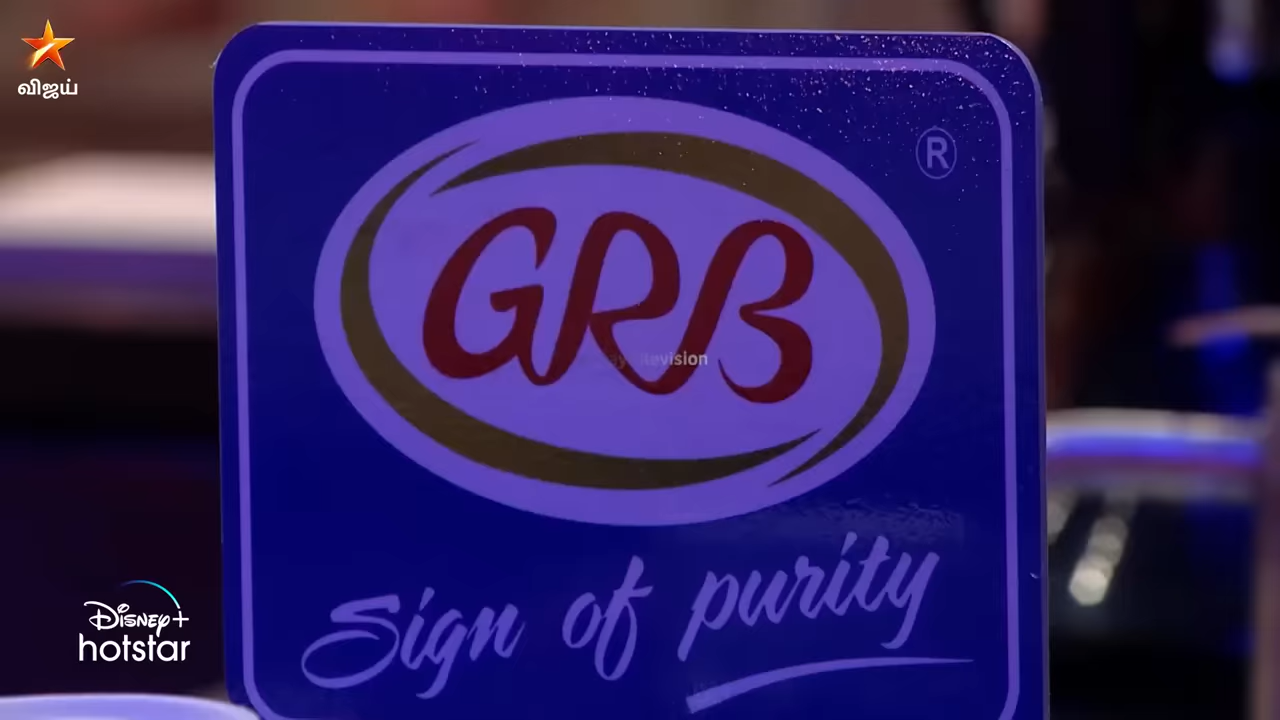 விஜய்
®
GRB
Sign of purity
Disney+
hotstar